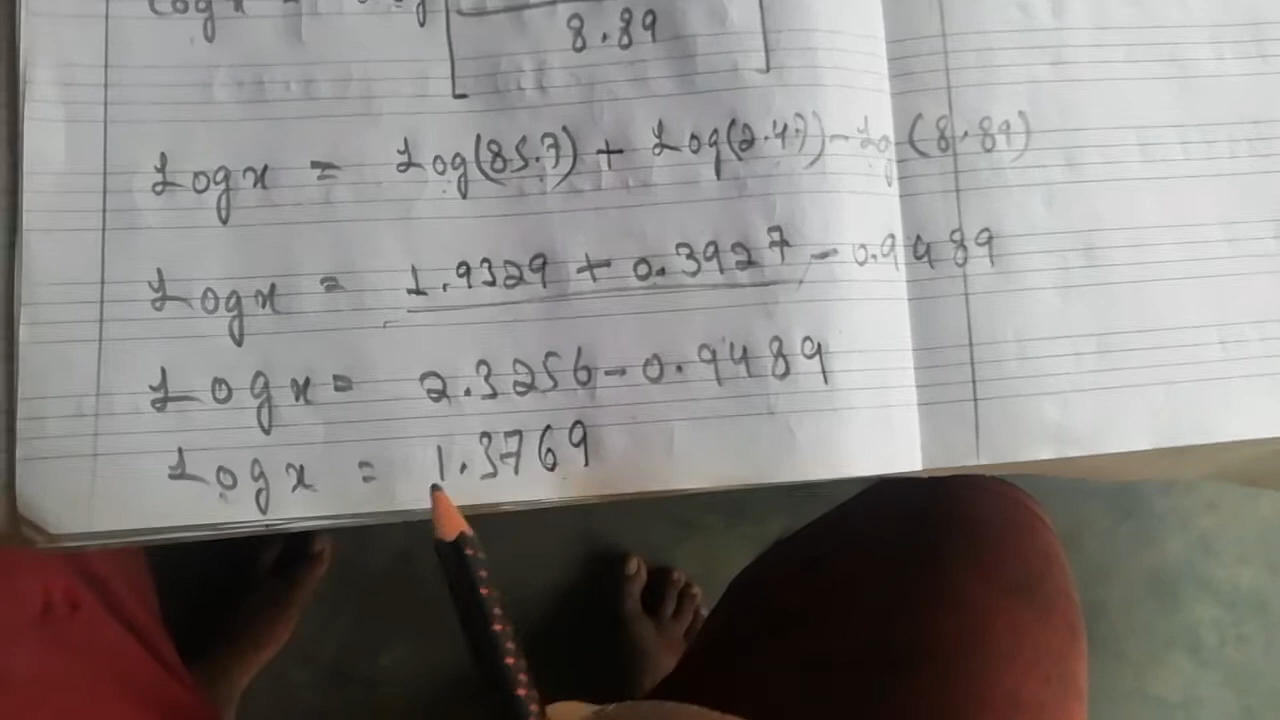 Log x =
8.89
Log x = Log(85.7) + Log(2.47) - Log(8.89)
Log x = 1.9329 + 0.3927 - 0.9489
Log x = 2.3256 - 0.9489
Log x = 1.3769